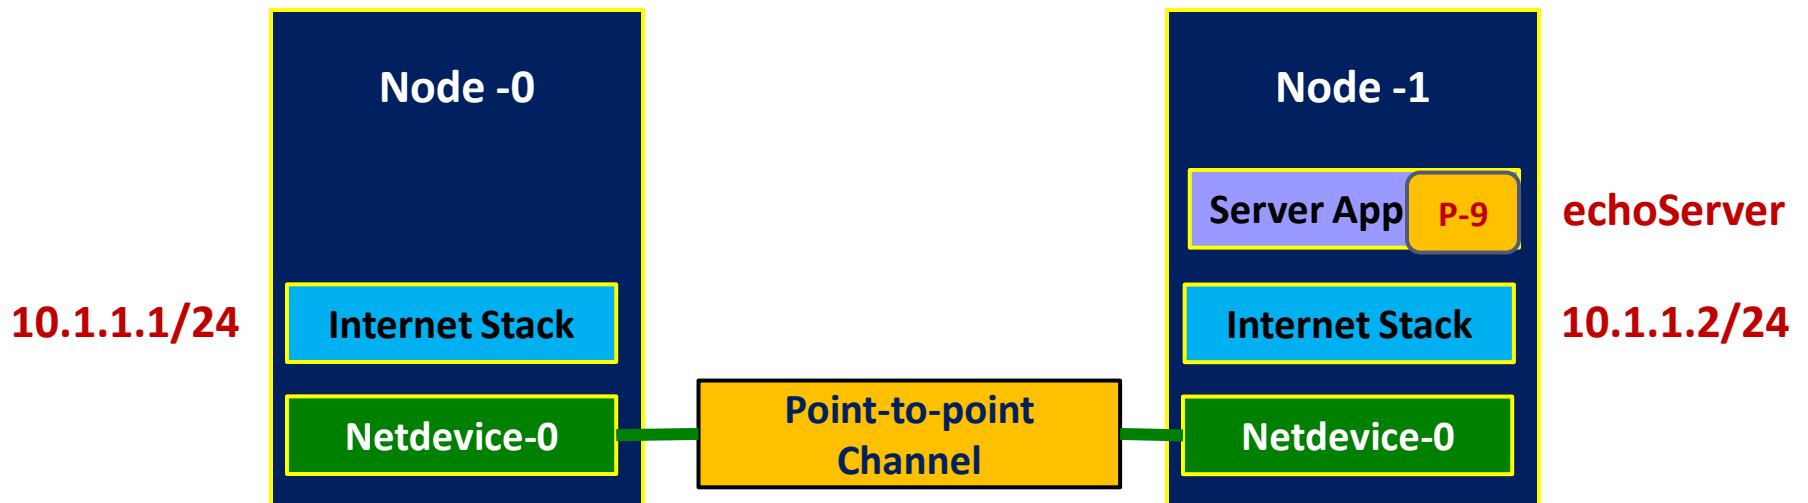 Node -0
Node -1
Server App
P-9
echoServer
10.1.1.1/24
Internet Stack
Internet Stack
10.1.1.2/24
Point-to-point
Channel
Netdevice-0
Netdevice-0